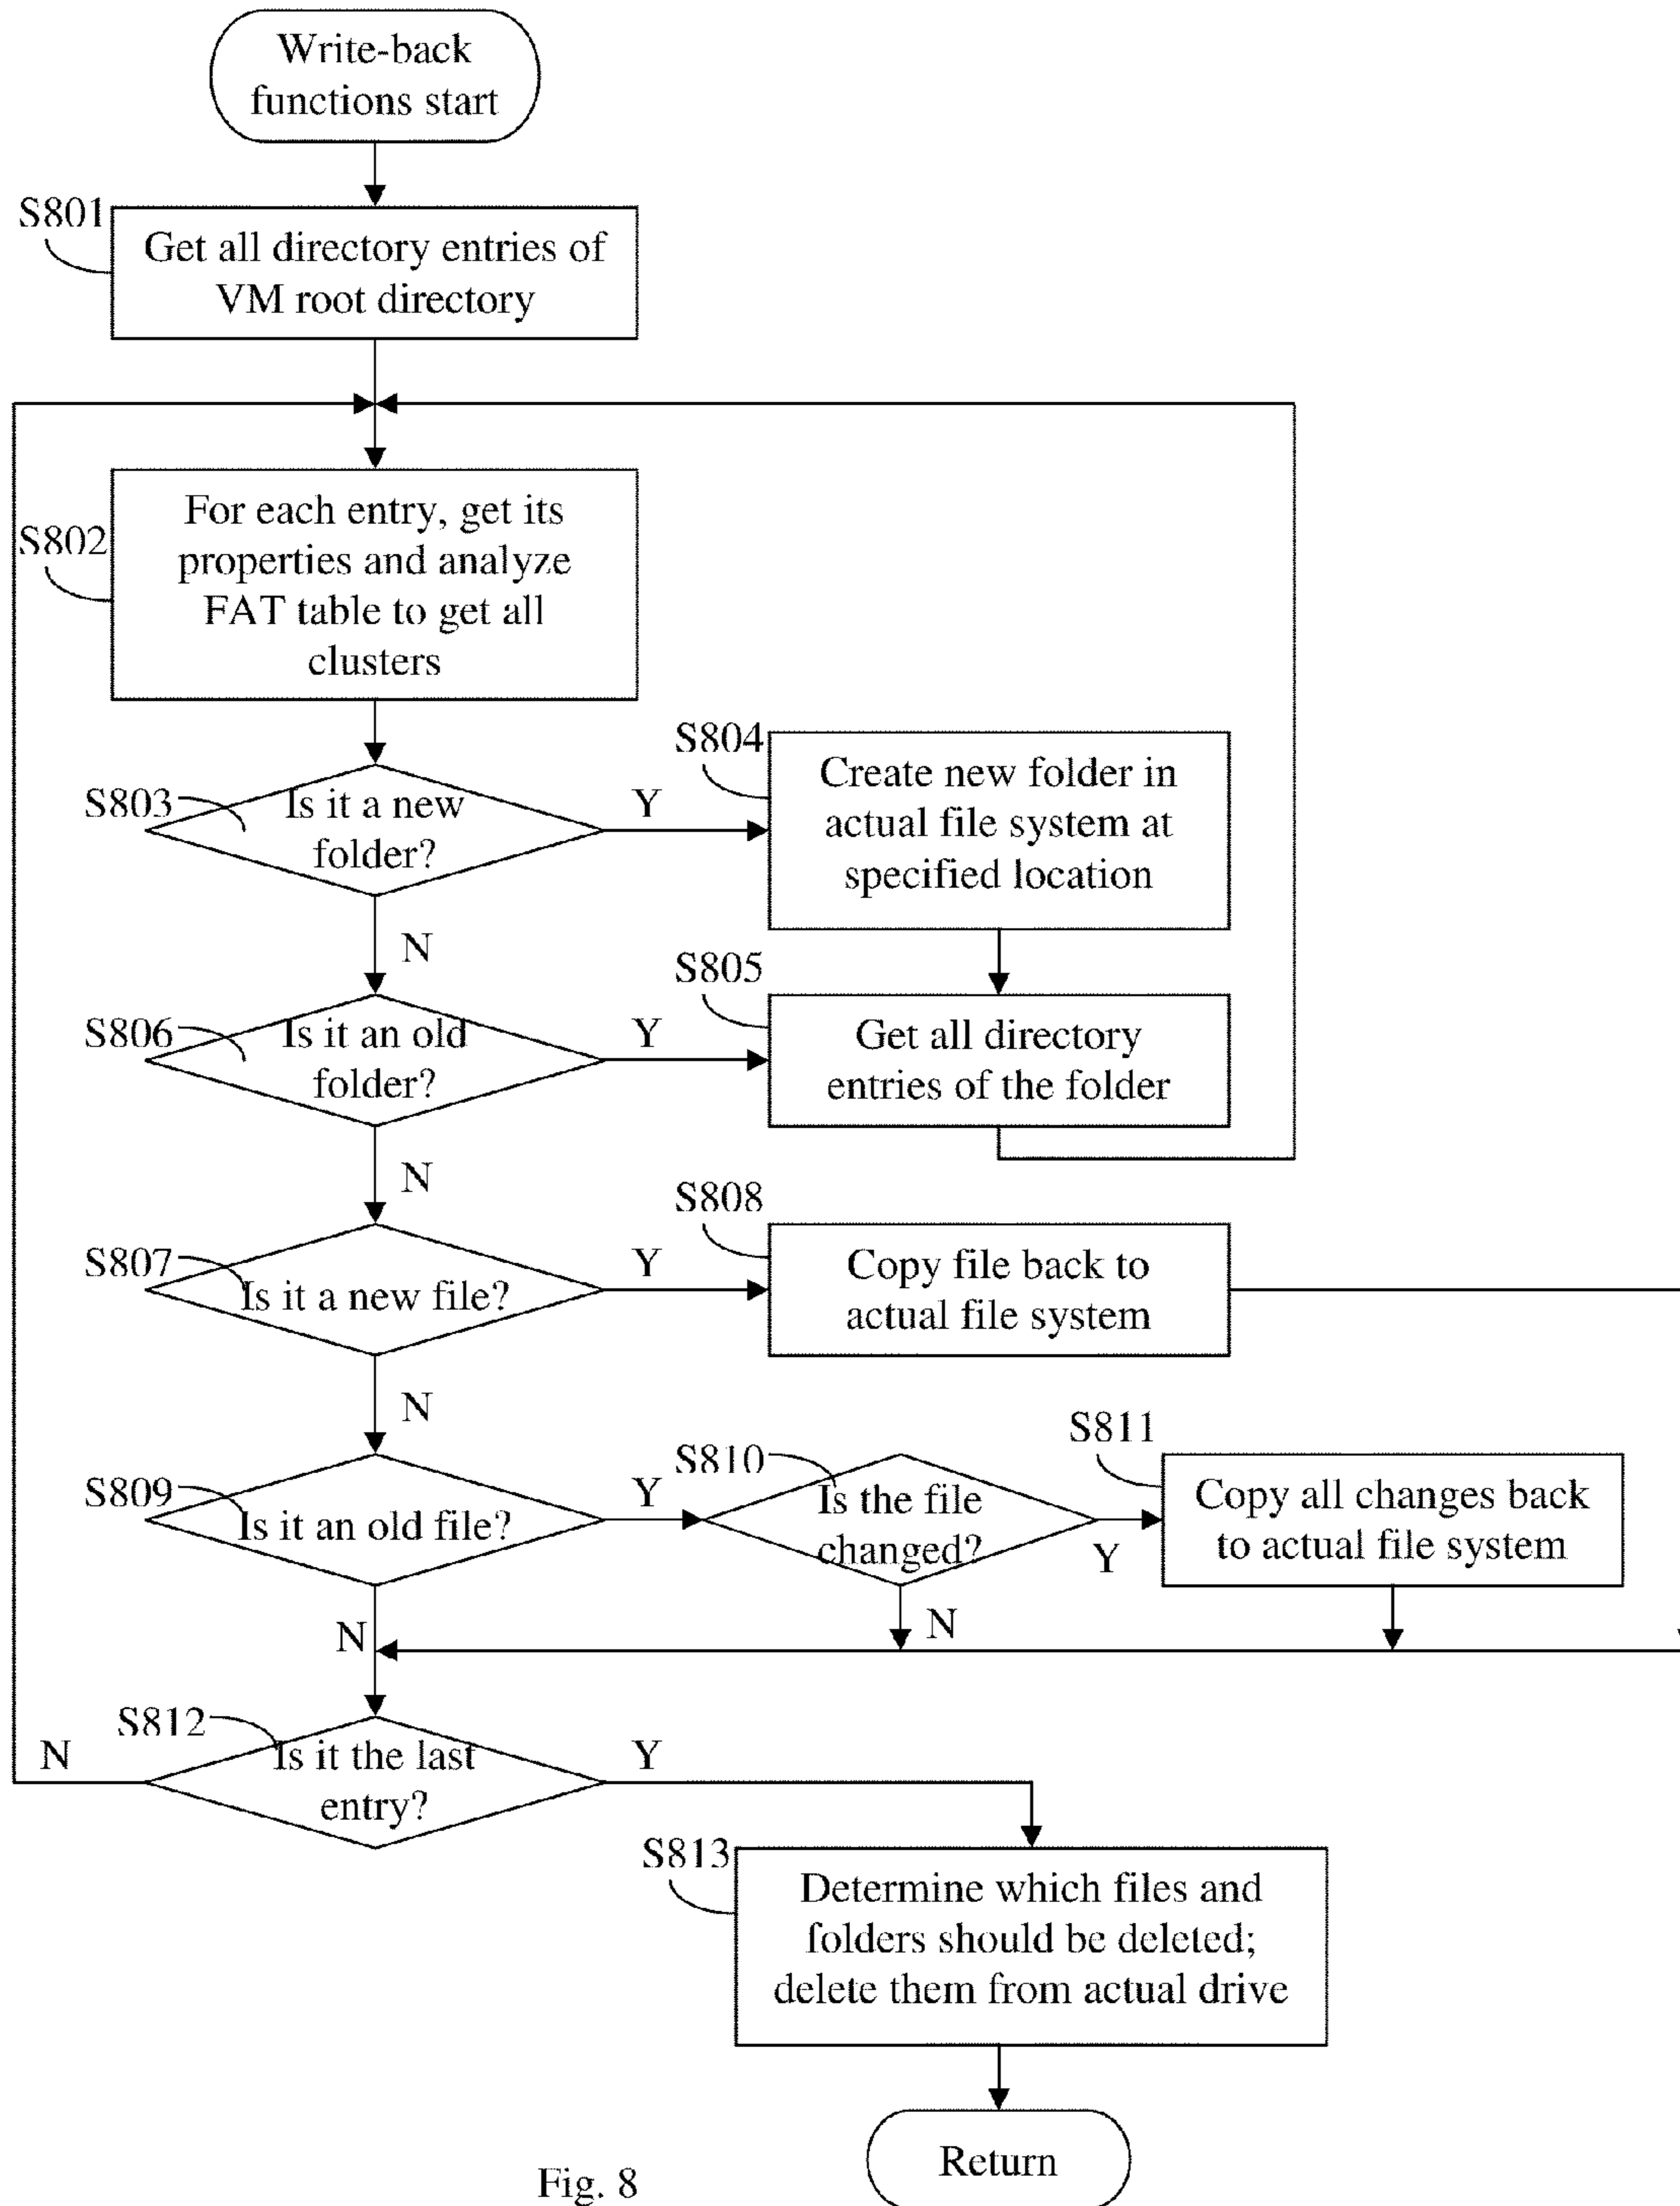 Write-back
functions start
S801
Get all directory entries of
VM root directory
S802
For each entry, get its
properties and analyze
FAT table to get all
clusters
S803
Is it a new
folder?
Y
N
S804
Create new folder in
actual file system at
specified location
S805
Get all directory
entries of the folder
S806
Is it an old
folder?
Y
N
S807
Is it a new file?
Y
N
S808
Copy file back to
actual file system
S809
Is it an old file?
Y
N
S810
Is the file
changed?
Y
N
S811
Copy all changes back
to actual file system
S812
Is it the last
entry?
N
Y
S813
Determine which files and
folders should be deleted;
delete them from actual drive
Return
Fig. 8